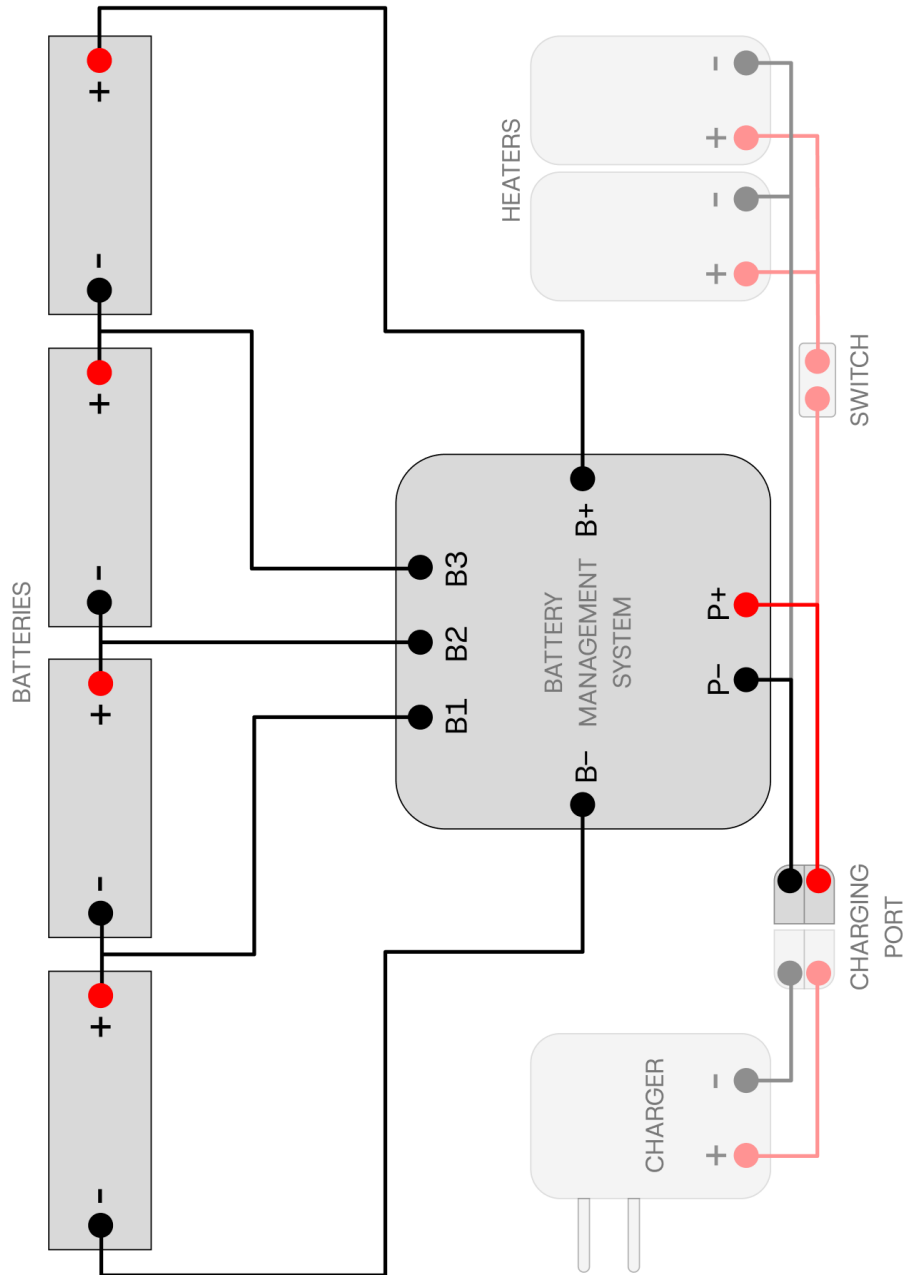 BATTERIES
+
-
+
-
+
-
+
-
B1
B2
B3
B-
B+
BATTERY
MANAGEMENT
SYSTEM
P-
P+
HEATERS
-
+
-
+
SWITCH
CHARGING
PORT
CHARGER
+
-